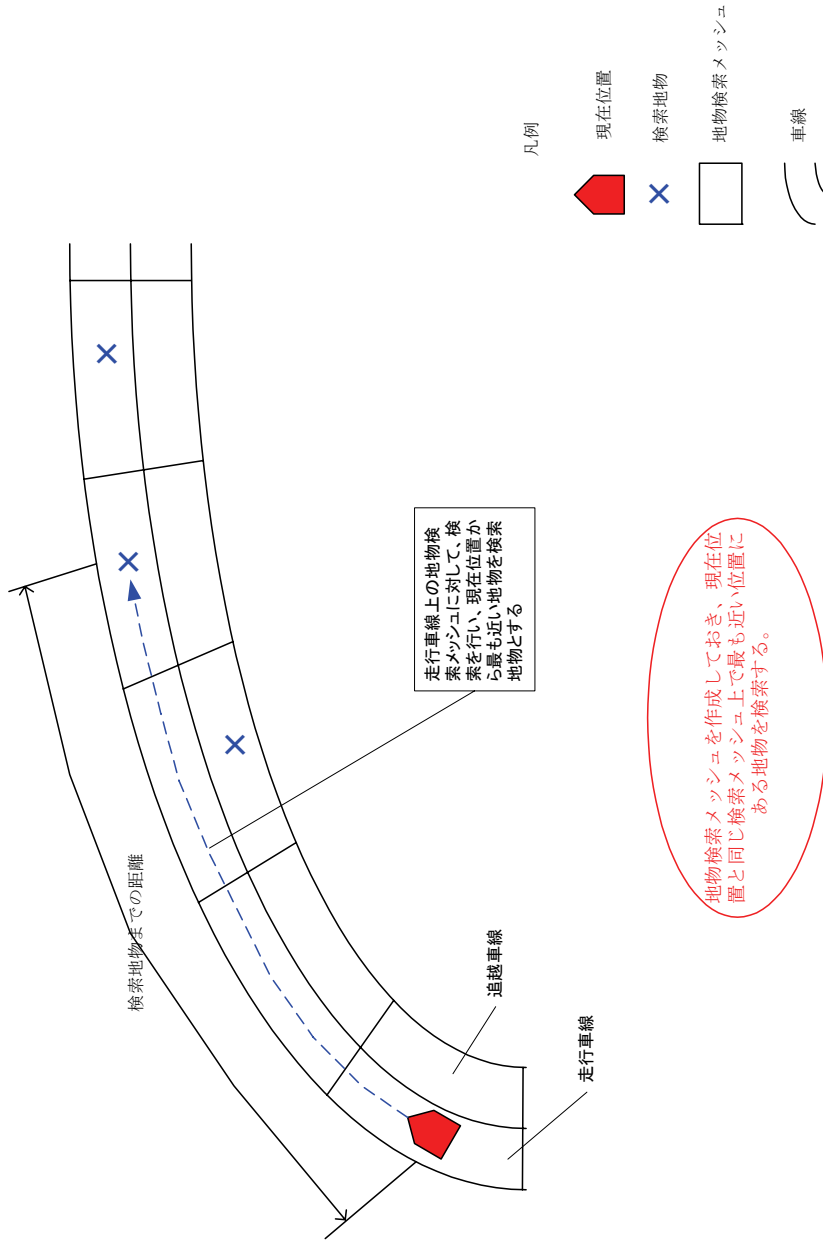 検索地物までの距離
走行車線上の地物検
索メッシュに対して、検
索を行い、現在位置か
ら最も近い地物を検索
地物とする
追越車線
走行車線
凡例
現在位置
検索地物
地物検索メッシュ
車線
地物検索メッシュを作成しておき、現在位
置と同じ検索メッシュ上で最も近い位置に
ある地物を検索する。